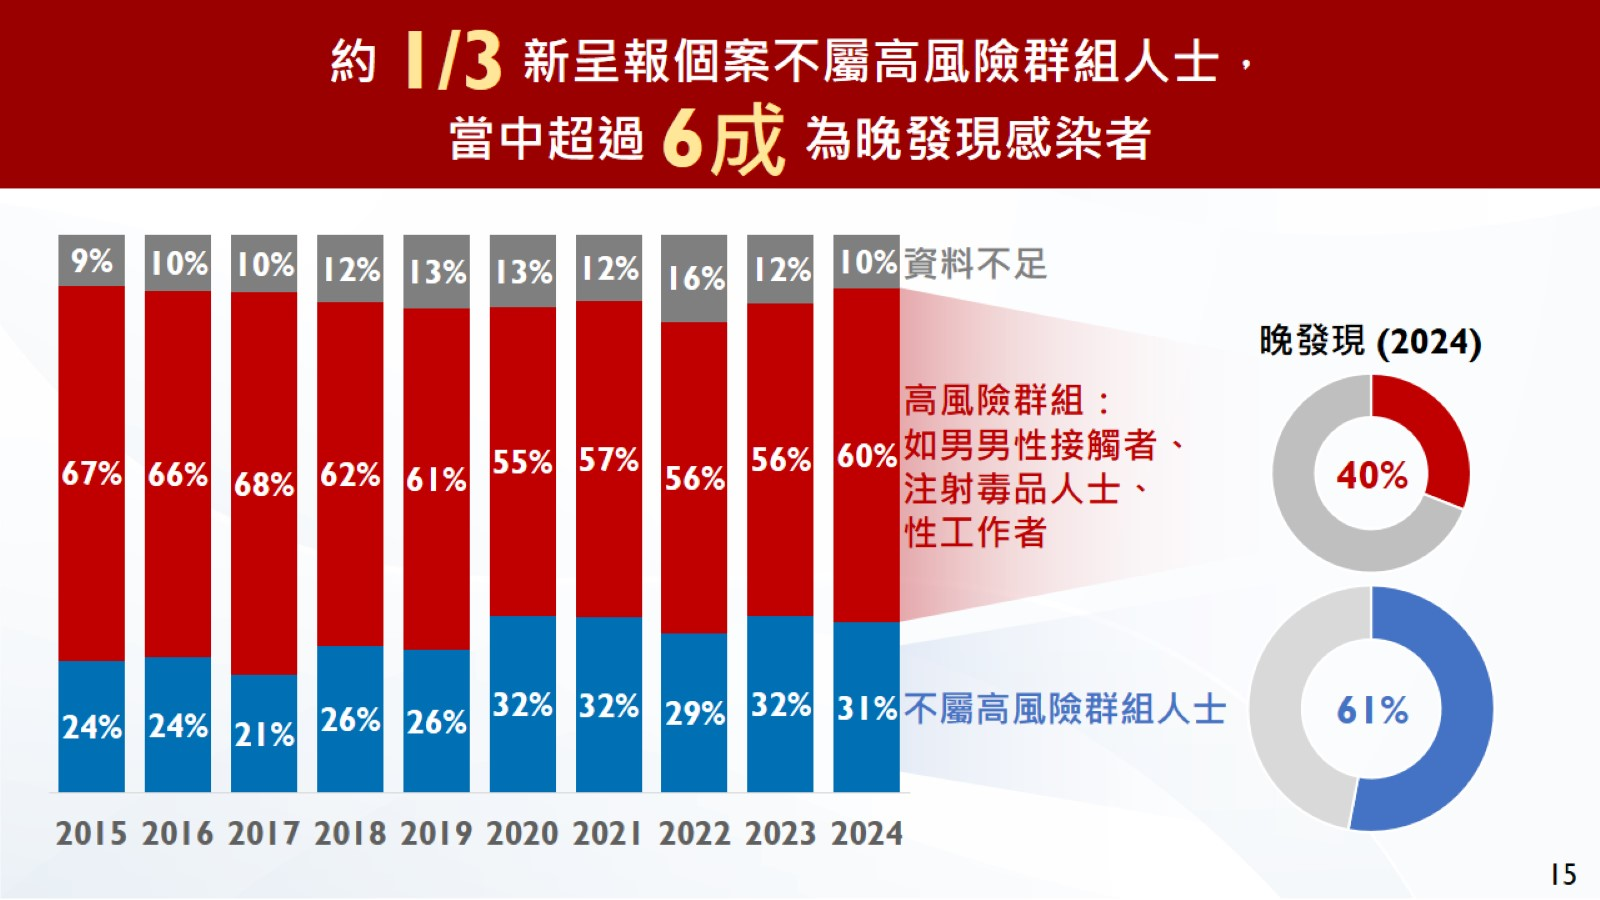 約 1/3 新呈報個案不屬高風險群組人士，
當中超過 6成 為晚發現感染者
9% 10% 10% 12% 13% 13% 12% 16% 12% 10% 資料不足
晚發現 (2024)
高風險群組：
如男男性接觸者、
注射毒品人士、
性工作者
67% 66% 68% 62% 61% 55% 57% 56% 56% 60%
40%
24% 24% 21% 26% 26% 32% 32% 29% 32% 31% 不屬高風險群組人士
61%
2015 2016 2017 2018 2019 2020 2021 2022 2023 2024
15